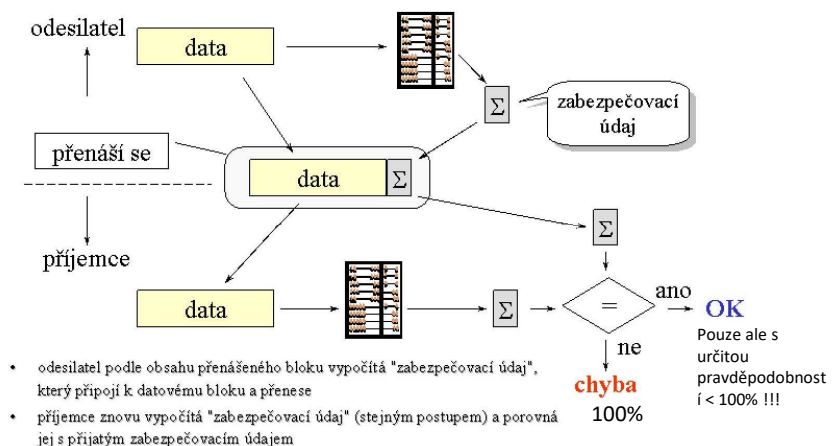 odesilatel
data
Σ
zabezpečovací
údaj
přenáší se
data Σ
příjemce
Σ
data
Σ
=
ano
OK
ne
Pouze ale s
určitou
pravděpodobnost
í < 100% !!!
chyba
100%
• odesilatel podle obsahu přenášeného bloku vypočítá "zabezpečovací údaj",
který připojí k datovému bloku a přenese
• příjemce znovu vypočítá "zabezpečovací údaj" (stejným postupem) a porovná
jej s přijatým zabezpečovacím údajem